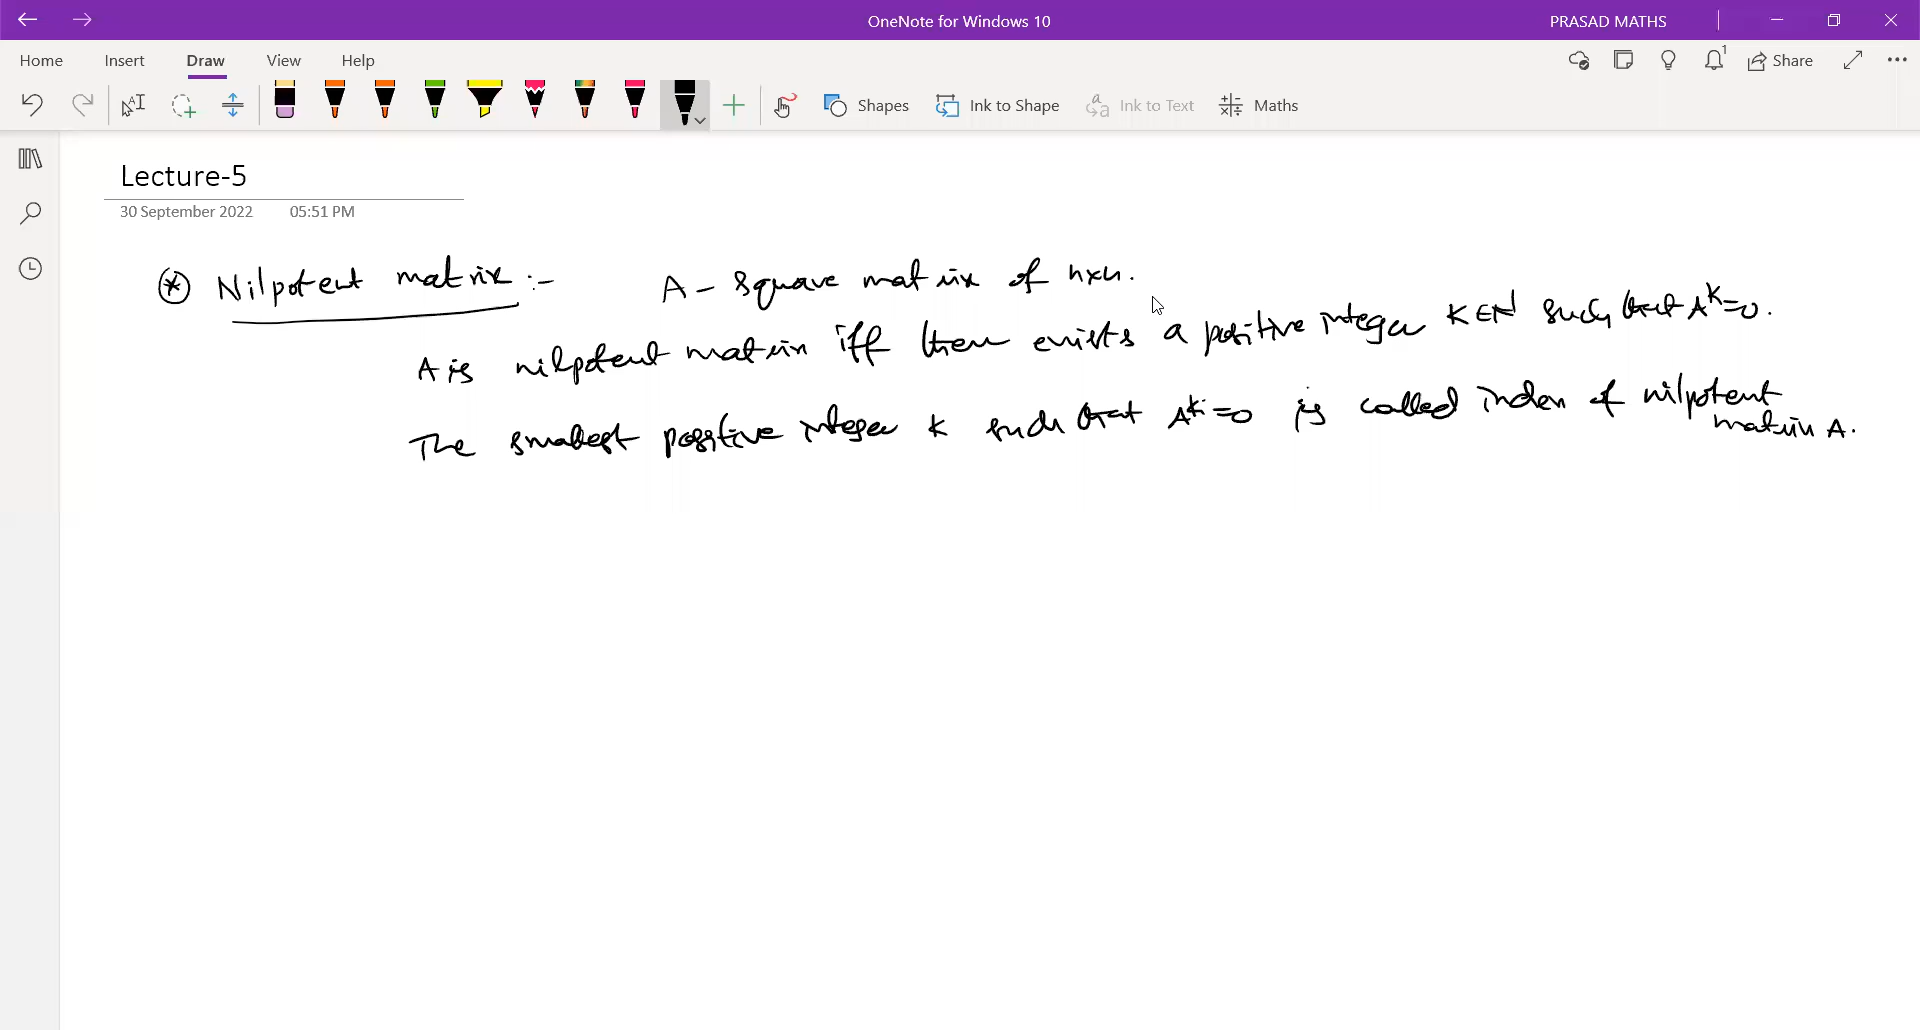 OneNote for Windows 10
PRASAD MATHS
Home Insert Draw View Help
1
Share
Shapes Ink to Shape Ink to Text Maths
Lecture-5
30 September 2022 05:51 PM
* Nilpotent matrix :- A - Square matrix of n×n.
A is nilpotent matrix iff there exists a positive integer K∈N such that A^K=0.
The smallest positive integer K such that A^K=0 is called index of nilpotent
matrix A.